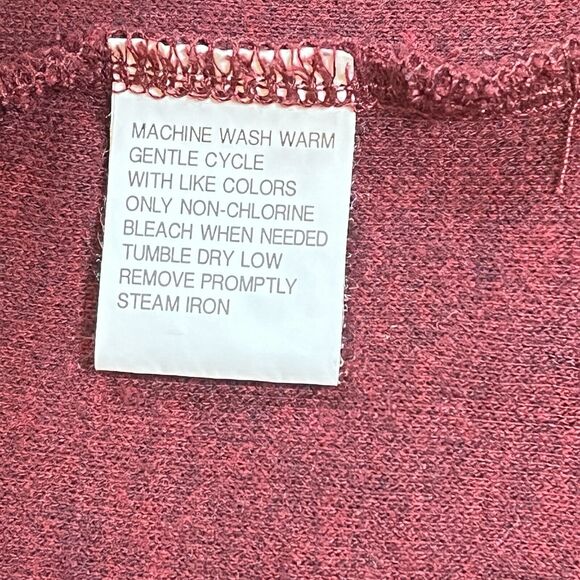 MACHINE WASH WARM
GENTLE CYCLE
WITH LIKE COLORS
ONLY NON-CHLORINE
BLEACH WHEN NEEDED
TUMBLE DRY LOW
REMOVE PROMPTLY
STEAM IRON